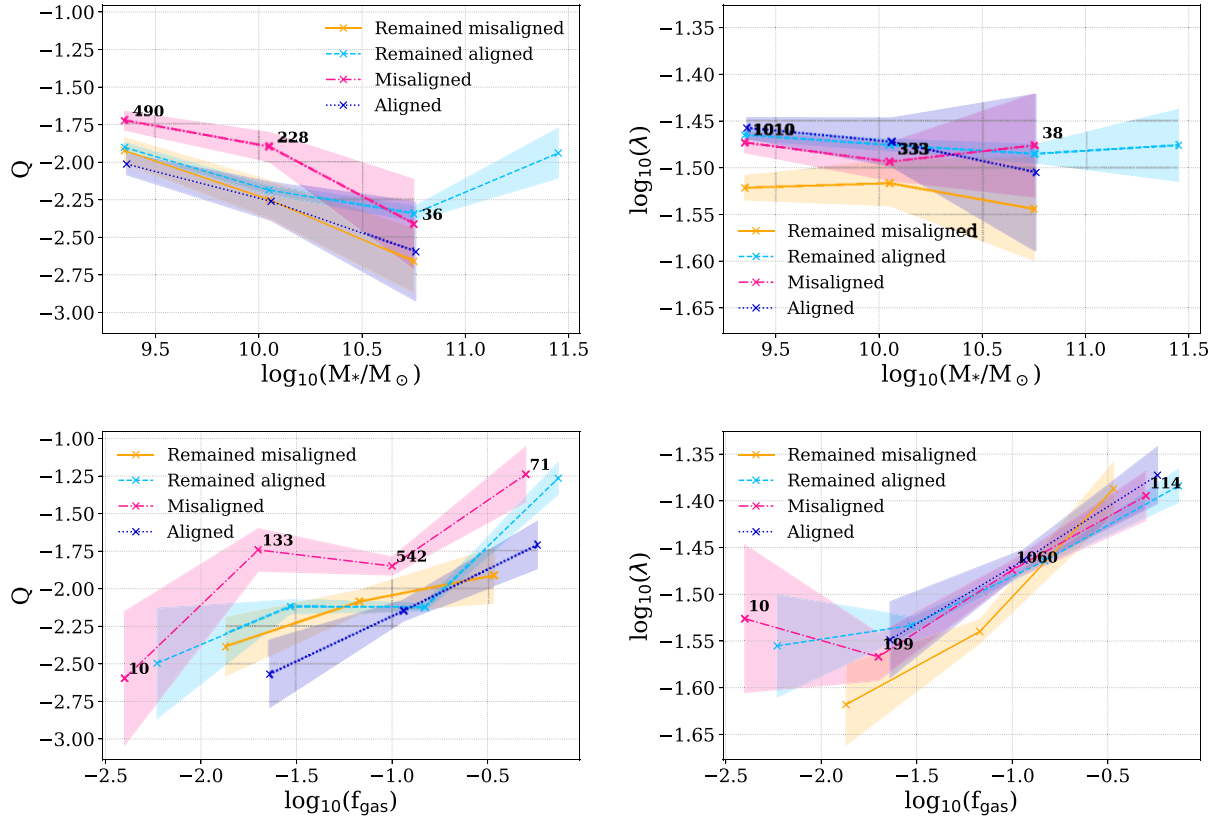 −1.00
−1.25
−1.50
−1.75
−2.00
−2.25
−2.50
−2.75
−3.00
Q
Remained misaligned
Remained aligned
Misaligned
Aligned
490
228
36
9.5 10.0 10.5 11.0 11.5
log₁₀(M*/M☉)
−1.35
−1.40
−1.45
−1.50
−1.55
−1.60
−1.65
log₁₀(λ)
1010
333
38
Remained misaligned
Remained aligned
Misaligned
Aligned
9.5 10.0 10.5 11.0 11.5
log₁₀(M*/M☉)
−1.00
−1.25
−1.50
−1.75
−2.00
−2.25
−2.50
−2.75
−3.00
Q
Remained misaligned
Remained aligned
Misaligned
Aligned
71
133
542
10
−2.5 −2.0 −1.5 −1.0 −0.5
log₁₀(f_gas)
−1.35
−1.40
−1.45
−1.50
−1.55
−1.60
−1.65
log₁₀(λ)
Remained misaligned
Remained aligned
Misaligned
Aligned
114
1060
10
199
−2.5 −2.0 −1.5 −1.0 −0.5
log₁₀(f_gas)